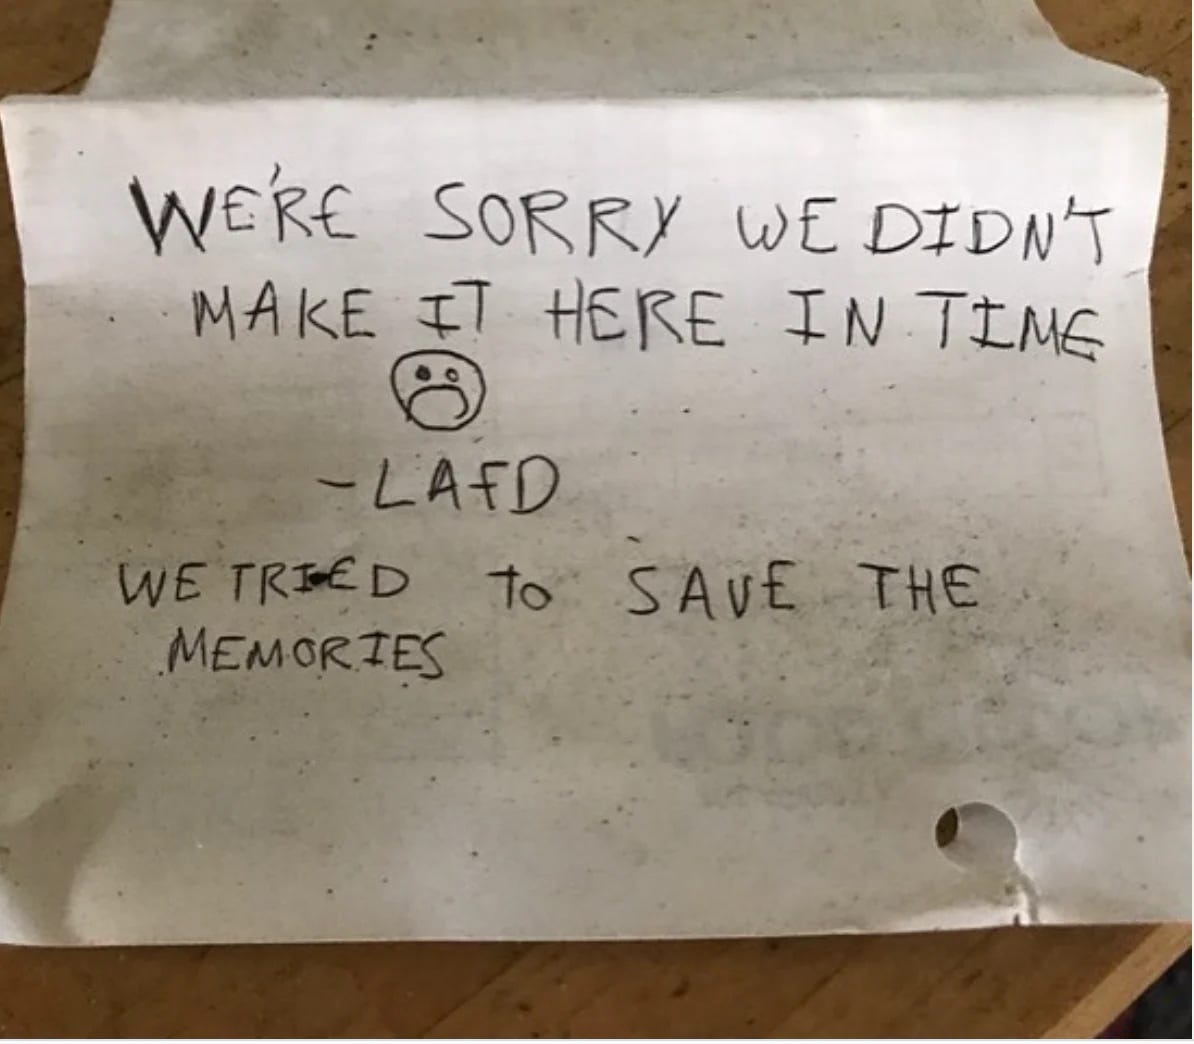 WE'RE SORRY WE DIDN'T
MAKE IT HERE IN TIME
-LAFD
WE TRIED TO SAVE THE
MEMORIES